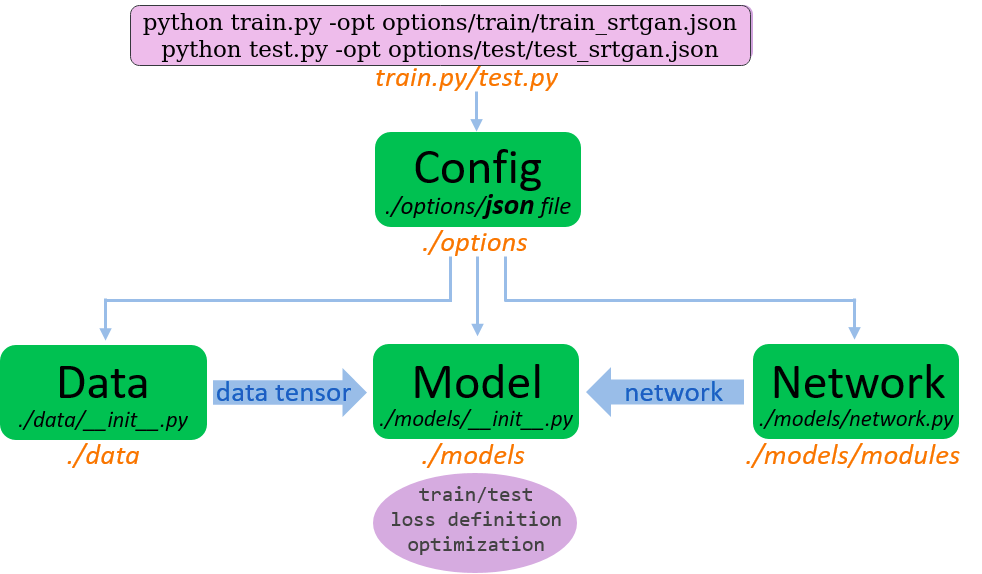 python train.py -opt options/train/train_srtgan.json
python test.py -opt options/test/test_srtgan.json
train.py/test.py
Config
./options/json file
./options
Data
./data/__init__.py
./data
data tensor
Model
./models/__init__.py
./models
network
Network
./models/network.py
./models/modules
train/test
loss definition
optimization